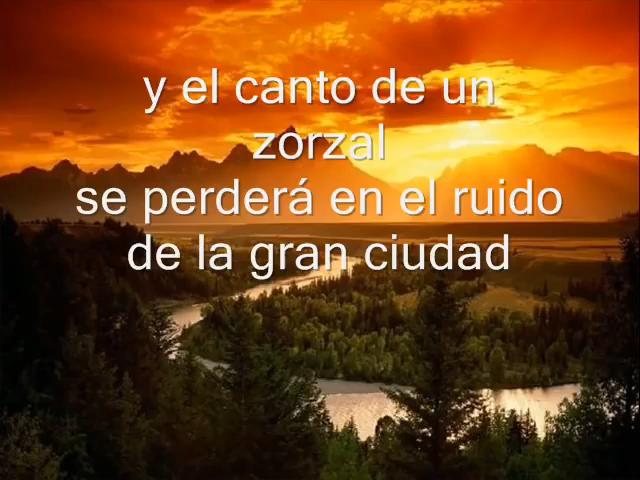 y el canto de un
zorzal
se perderá en el ruido
de la gran ciudad